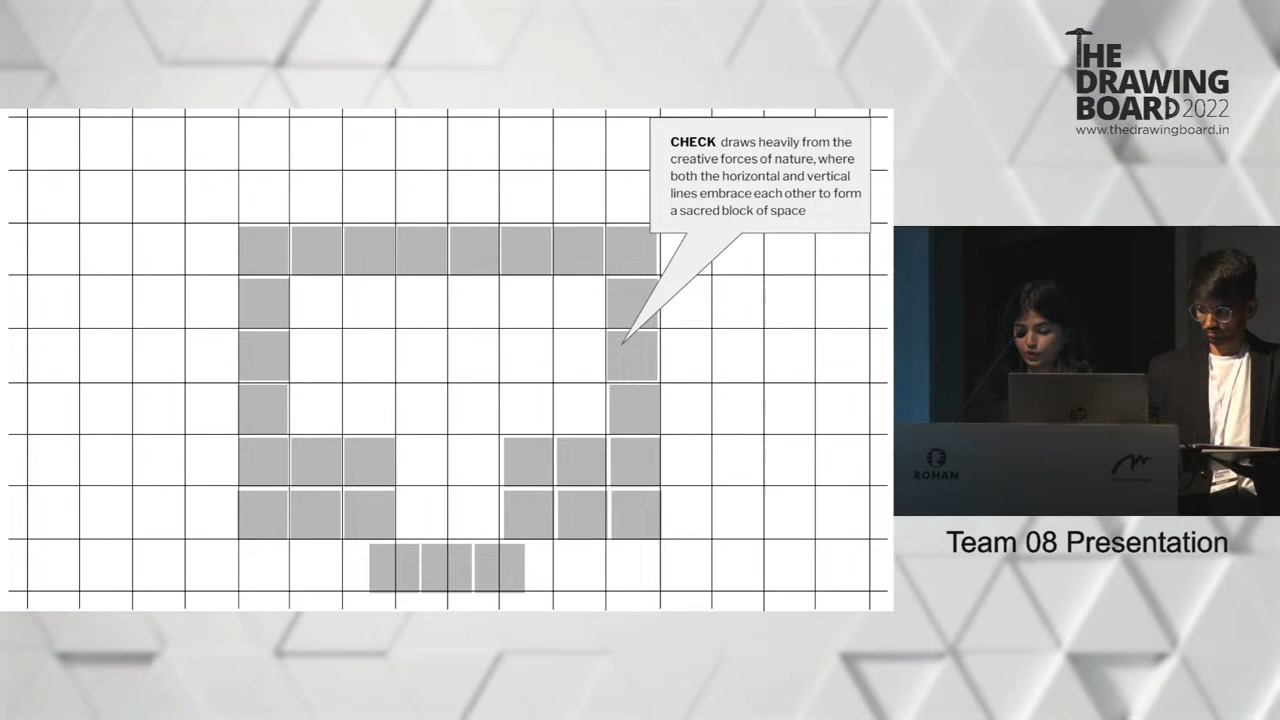 THE
DRAWING
BOARD 2022
www.thedrawingboard.in
CHECK draws heavily from the
creative forces of nature, where
both the horizontal and vertical
lines embrace each other to form
a sacred block of space
ROHAN
Team 08 Presentation